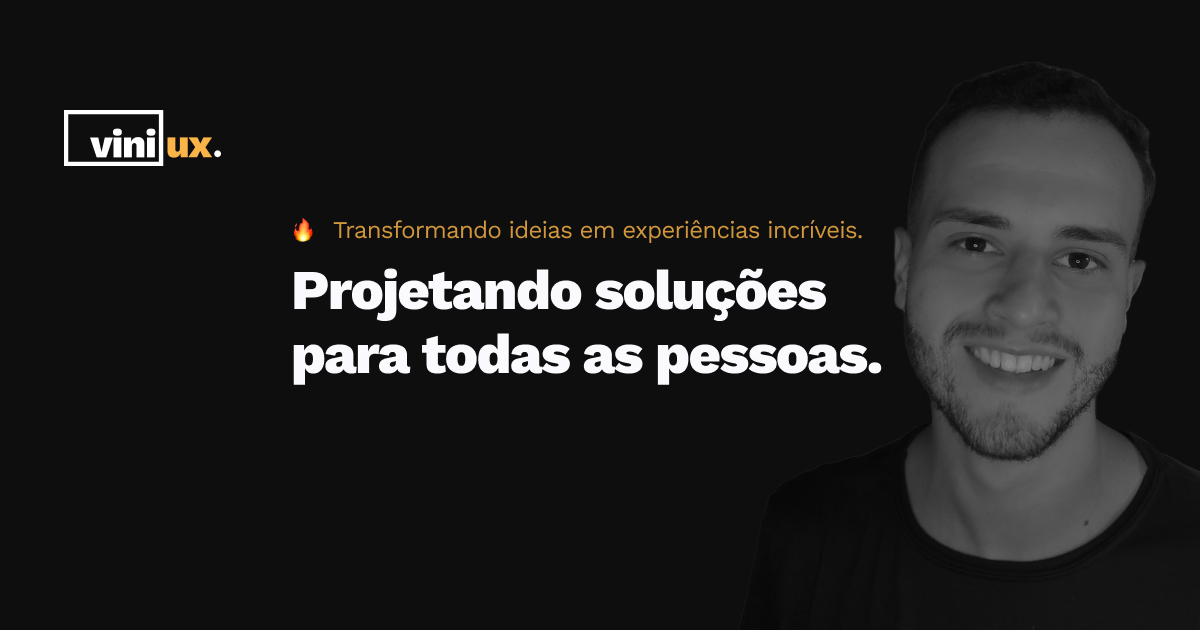 viniux.
🔥 Transformando ideias em experiências incríveis.
Projetando soluções
para todas as pessoas.